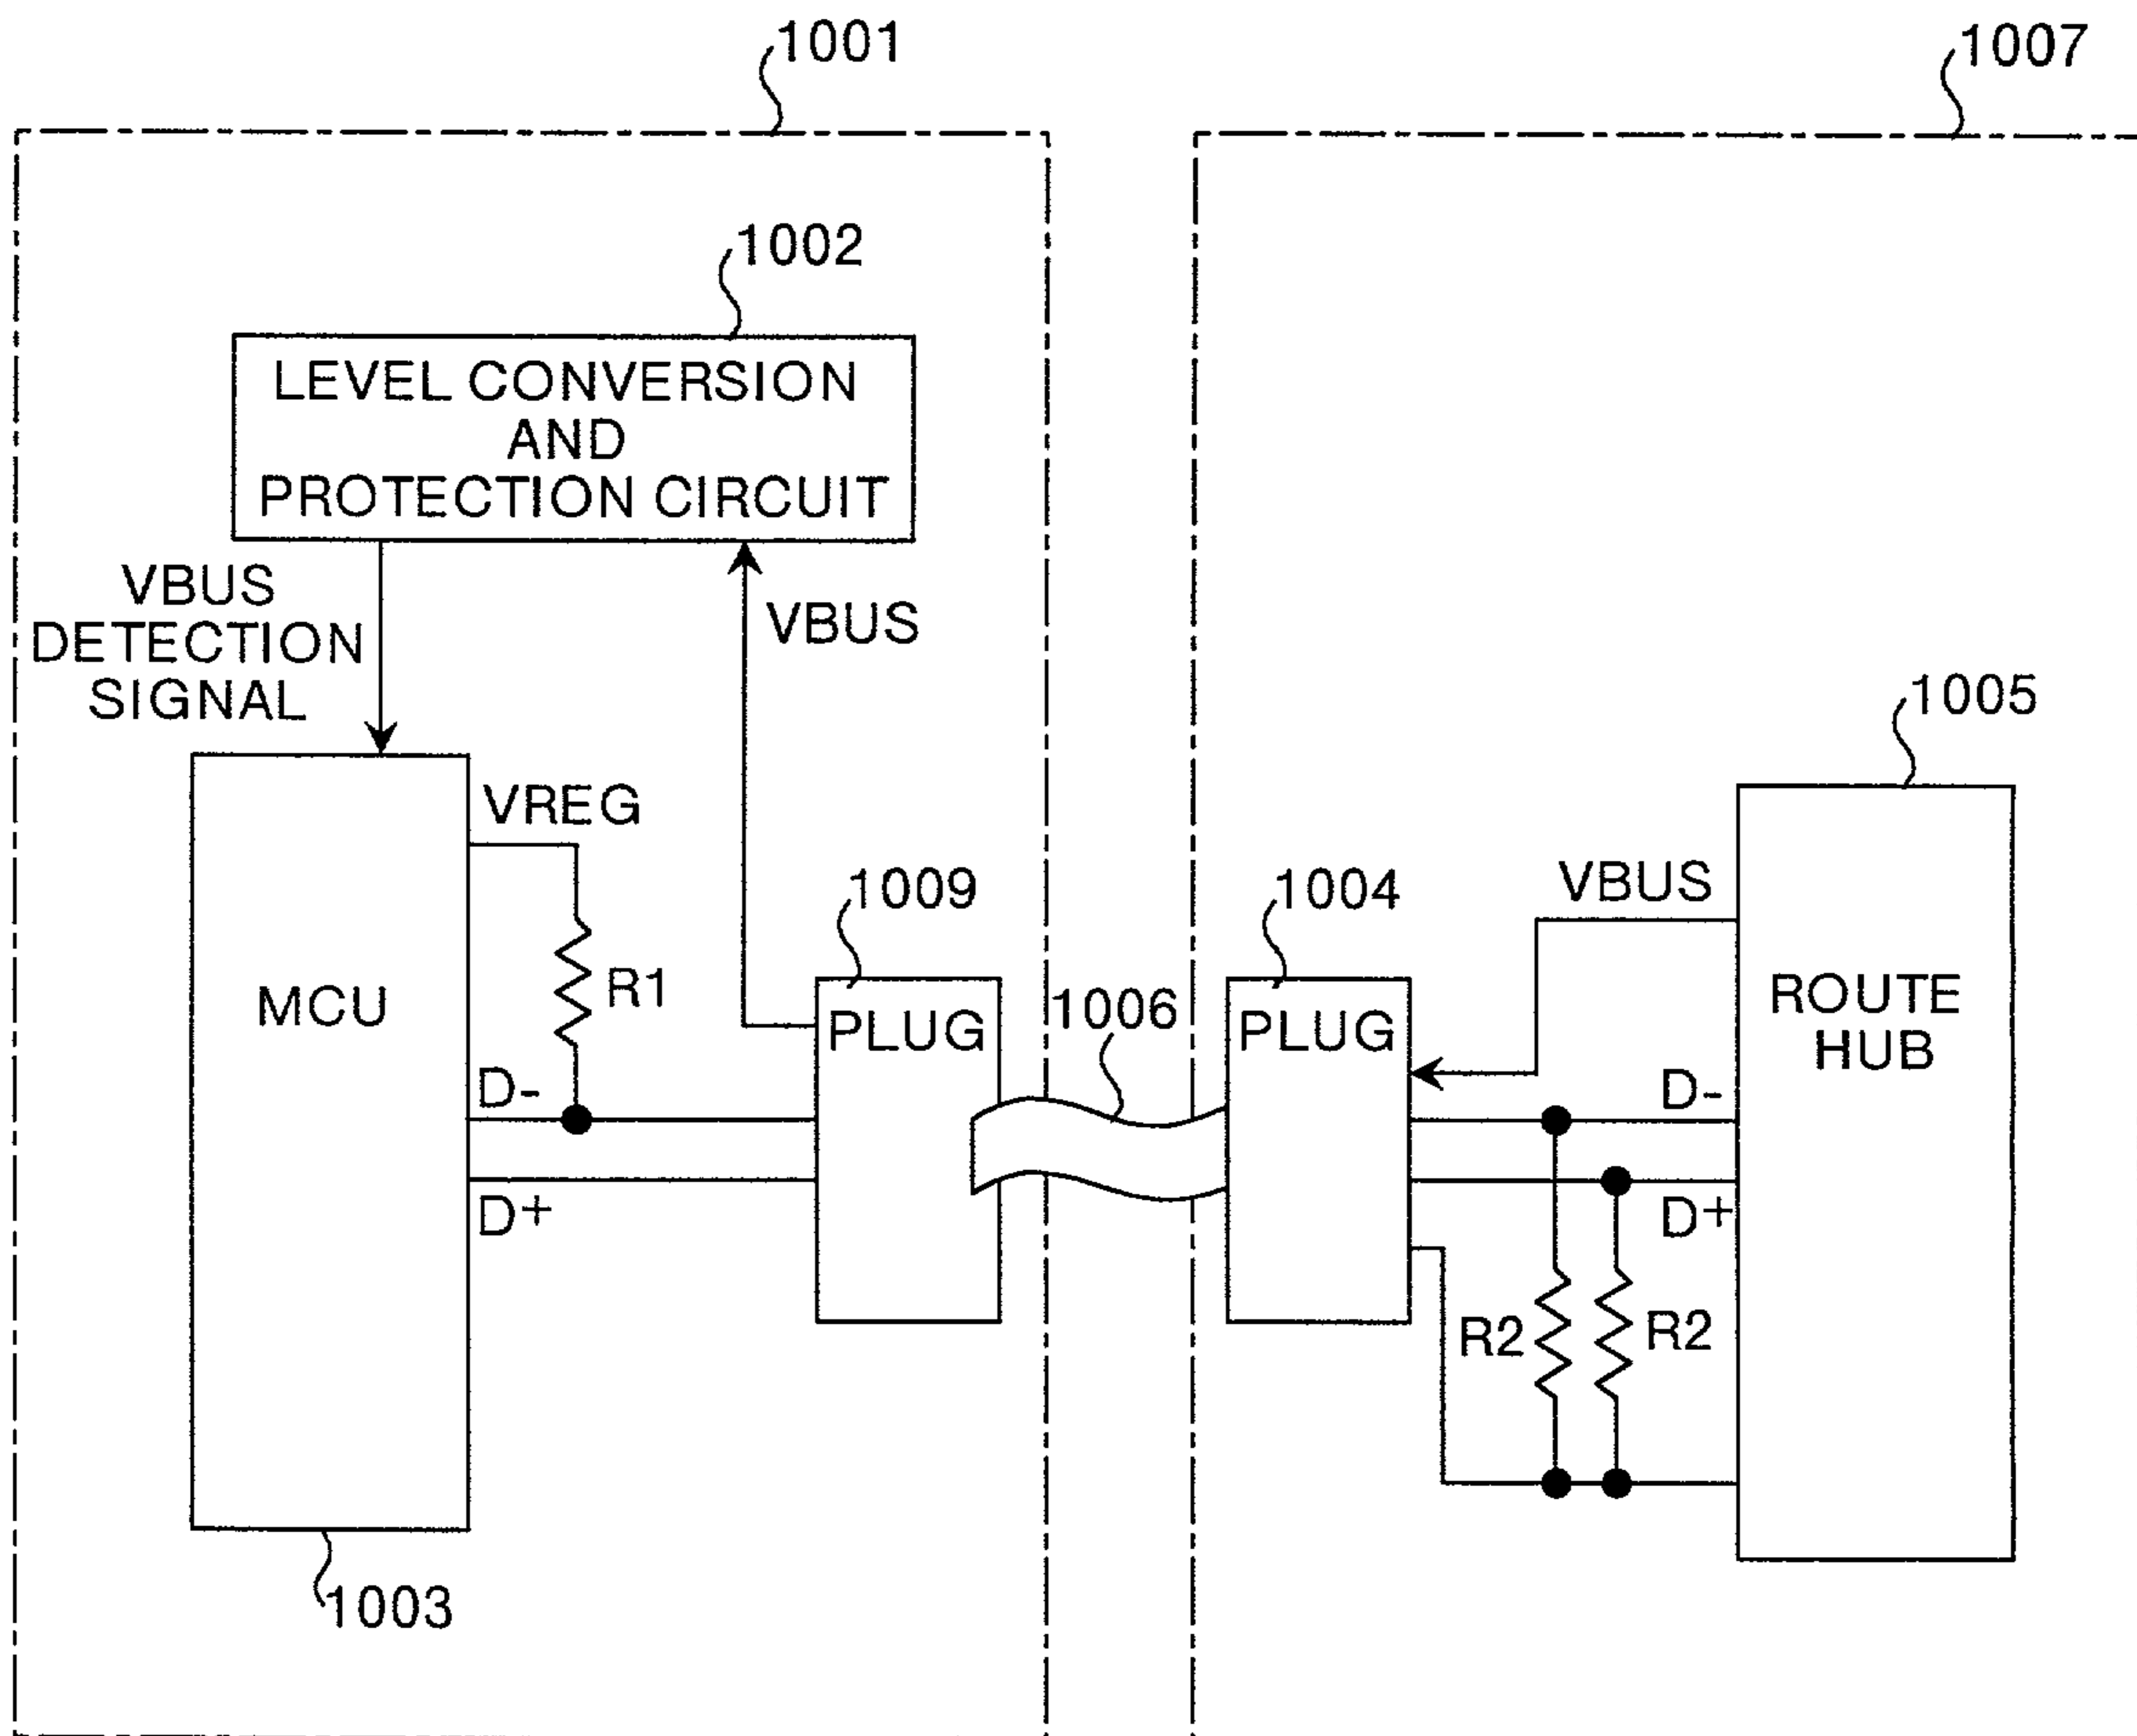 1001
1007
1002
LEVEL CONVERSION
AND
PROTECTION CIRCUIT
VBUS
DETECTION
SIGNAL
VBUS
1005
VREG
1009
1004
VBUS
MCU
R1
1006
PLUG
PLUG
ROUTE
HUB
D-
D-
D+
D+
R2
R2
1003